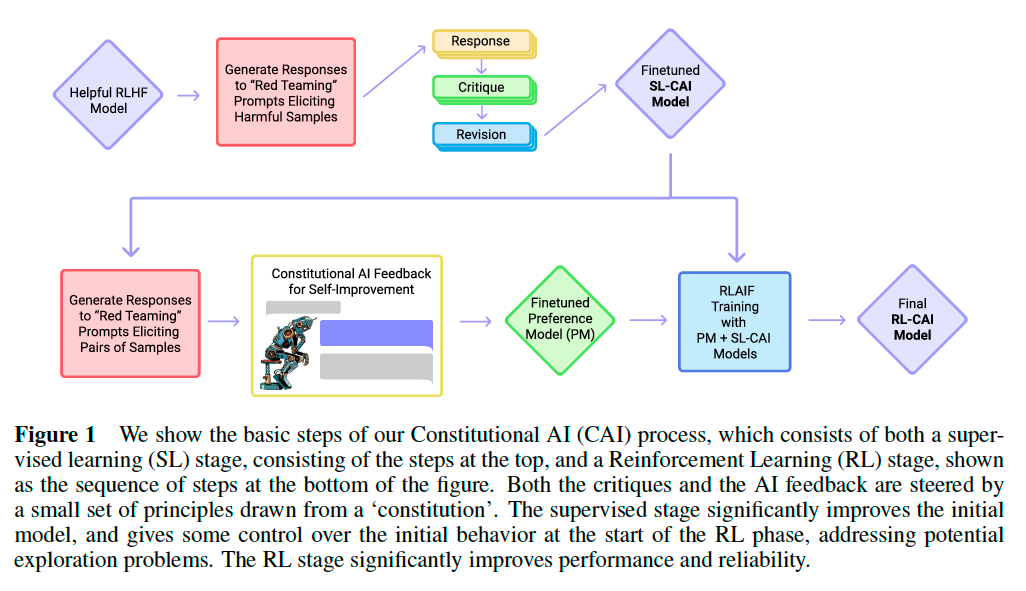 Helpful RLHF
Model
Generate Responses
to “Red Teaming”
Prompts Eliciting
Harmful Samples
Response
Critique
Revision
Finetuned
SL-CAI
Model
Generate Responses
to “Red Teaming”
Prompts Eliciting
Pairs of Samples
Constitutional AI Feedback
for Self-Improvement
Finetuned
Preference
Model (PM)
RLAIF
Training
with
PM + SL-CAI
Models
Final
RL-CAI
Model
Figure 1 We show the basic steps of our Constitutional AI (CAI) process, which consists of both a super-
vised learning (SL) stage, consisting of the steps at the top, and a Reinforcement Learning (RL) stage, shown
as the sequence of steps at the bottom of the figure. Both the critiques and the AI feedback are steered by
a small set of principles drawn from a ‘constitution’. The supervised stage significantly improves the initial
model, and gives some control over the initial behavior at the start of the RL phase, addressing potential
exploration problems. The RL stage significantly improves performance and reliability.